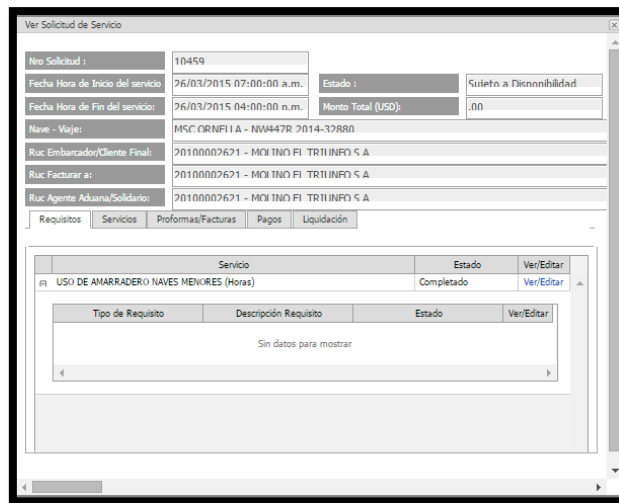 Ver Solicitud de Servicio
Nro Solicitud : 10459
Fecha Hora de Inicio del servicio 26/03/2015 07:00:00 a.m. Estado : Sujeto a Disponibilidad
Fecha Hora de Fin del servicio: 26/03/2015 04:00:00 p.m. Monto Total (USD): .00
Nave - Viaje: MSC ORNELLA - NW447R 2014-32880
Ruc Embarcador/Cliente Final: 20100002621 - MOLINO EL TRIUNFO S A
Ruc Facturar a: 20100002621 - MOLINO EL TRIUNFO S A
Ruc Agente Aduana/Solidario: 20100002621 - MOLINO EL TRIUNFO S A
Requisitos Servicios Proformas/Facturas Pagos Liquidación
Servicio Estado Ver/Editar
USO DE AMARRADERO NAVES MENORES (Horas) Completado Ver/Editar
Tipo de Requisito Descripción Requisito Estado Ver/Editar
Sin datos para mostrar